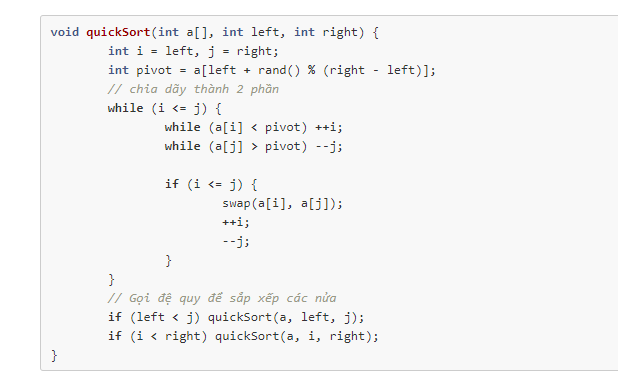 void quickSort(int a[], int left, int right) {
int i = left, j = right;
int pivot = a[left + rand() % (right - left)];
// chia dãy thành 2 phần
while (i <= j) {
while (a[i] < pivot) ++i;
while (a[j] > pivot) --j;
if (i <= j) {
swap(a[i], a[j]);
++i;
--j;
}
}
// Gọi đệ quy để sắp xếp các nửa
if (left < j) quickSort(a, left, j);
if (i < right) quickSort(a, i, right);
}